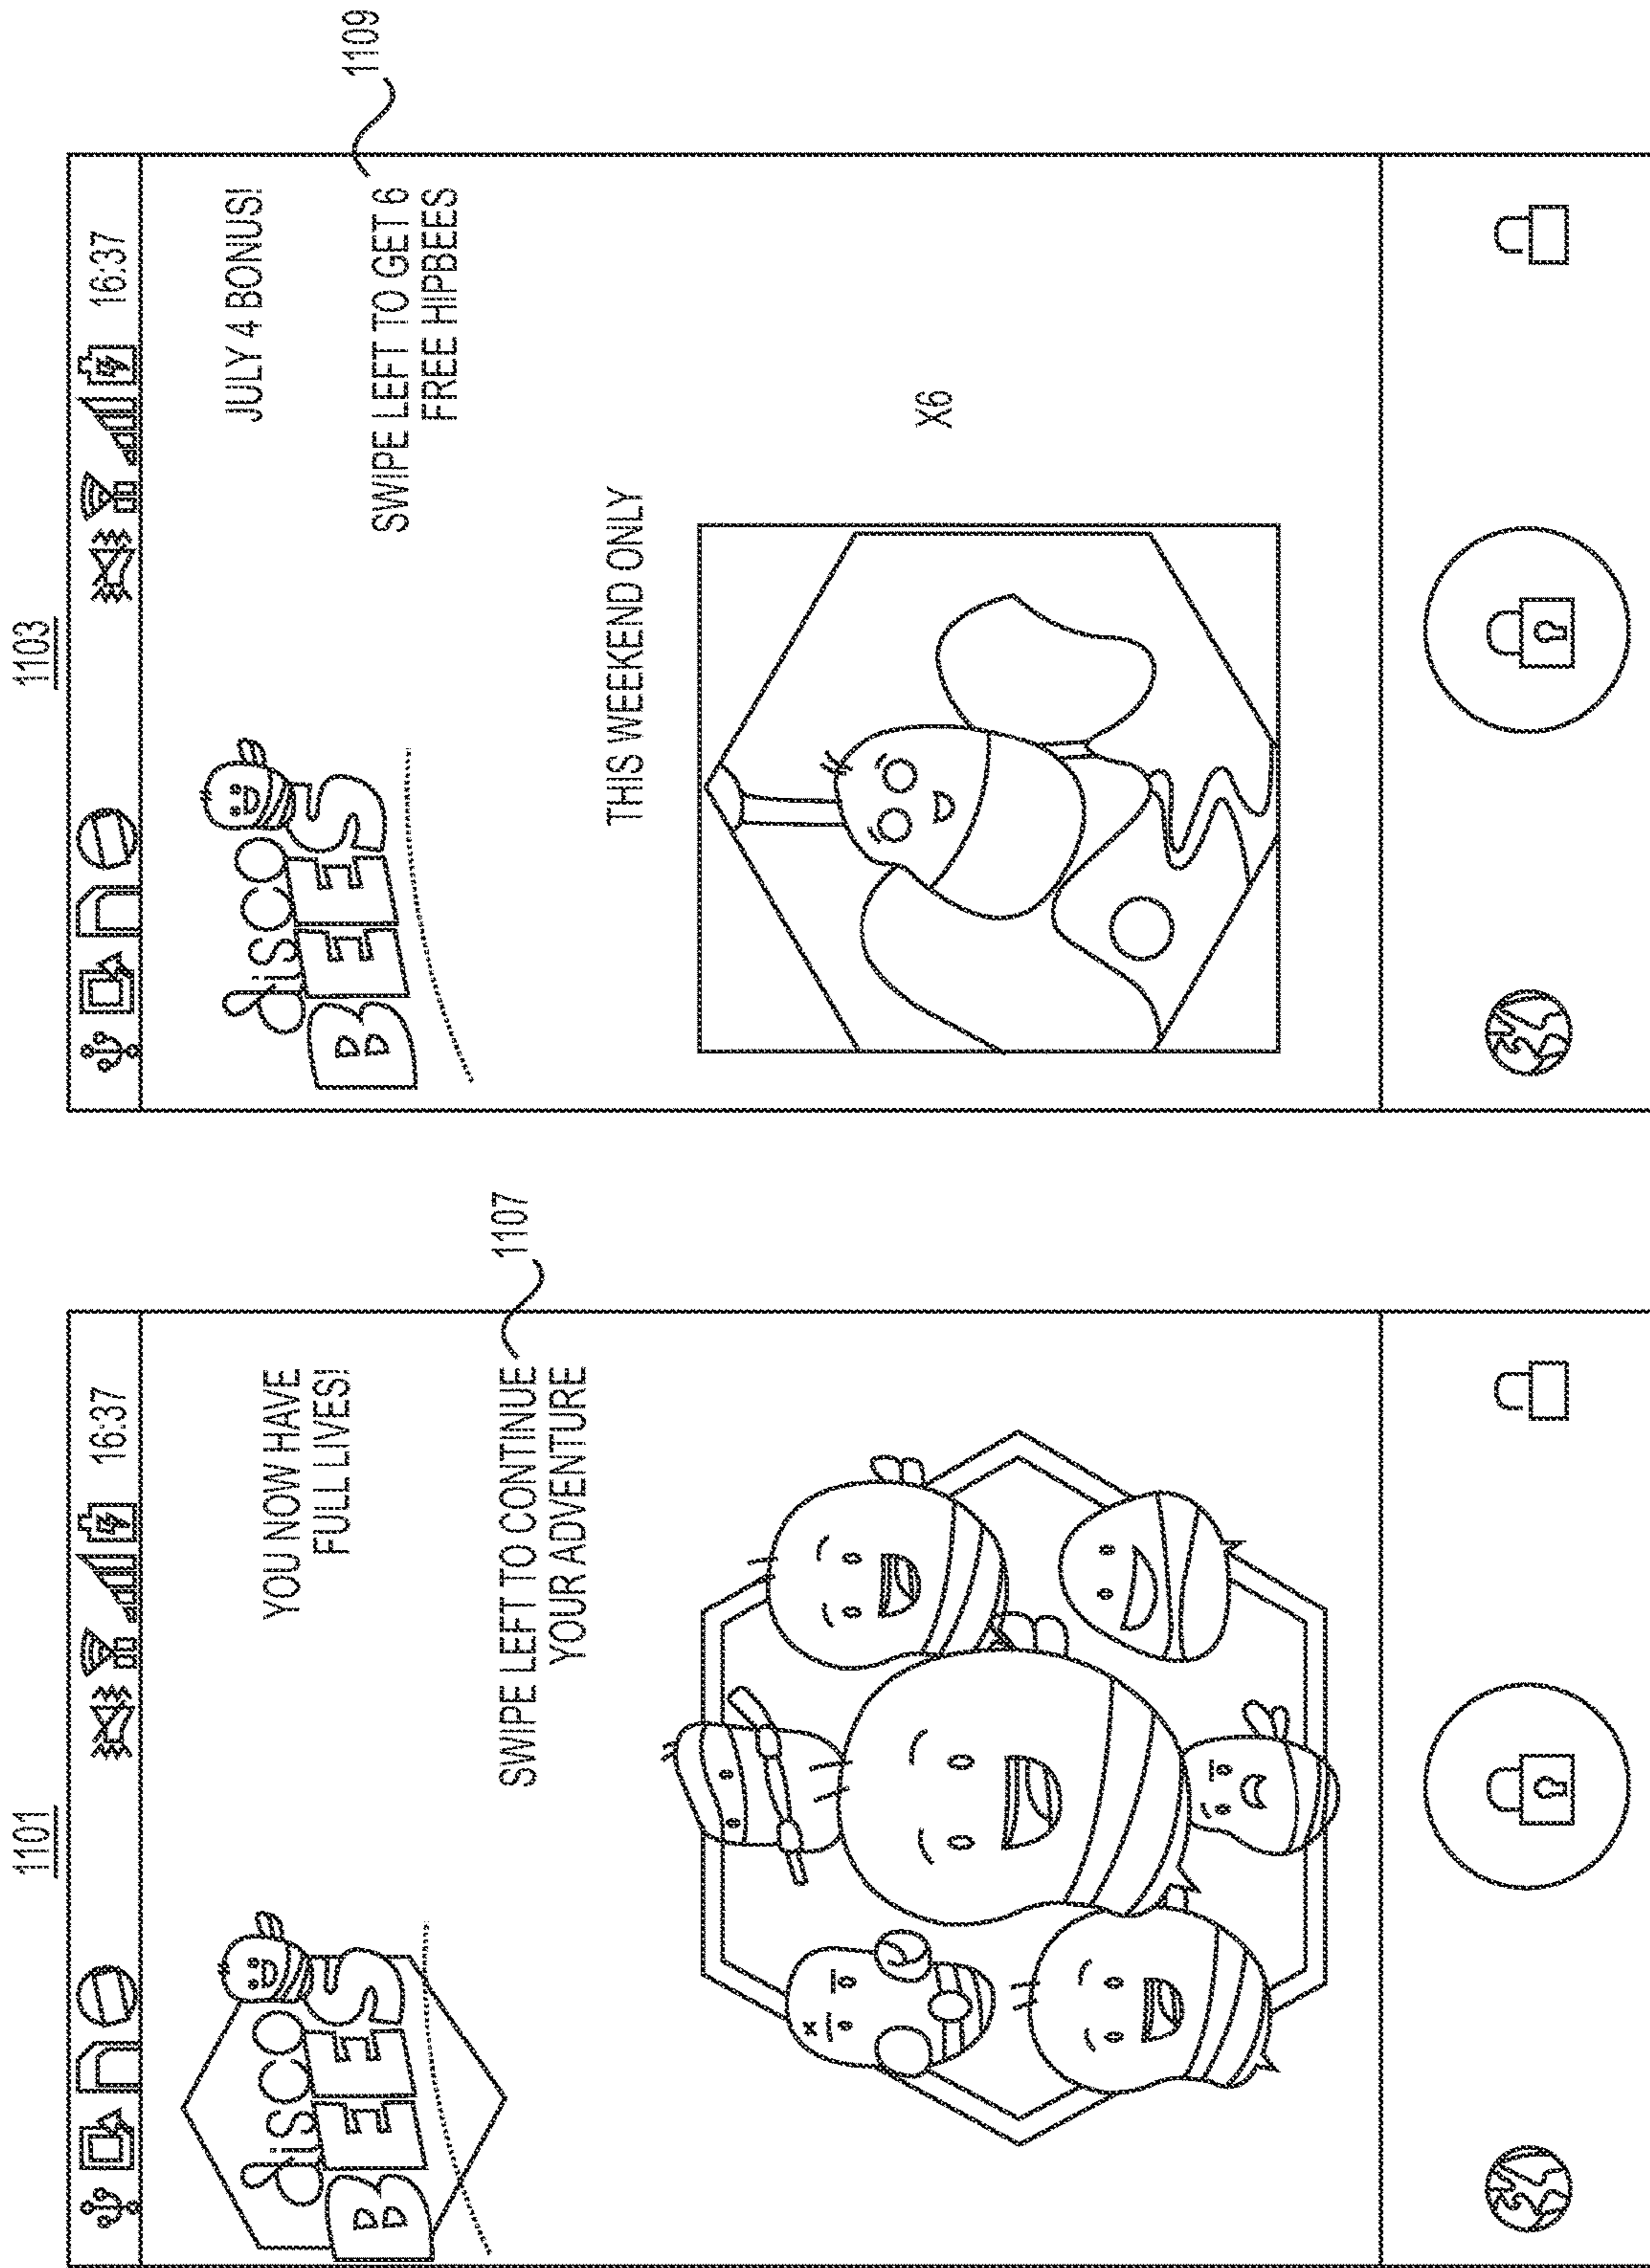 1101
16:37
disco
BEES
YOU NOW HAVE
FULL LIVES!
SWIPE LEFT TO CONTINUE
YOUR ADVENTURE
1107
1103
16:37
disco
BEES
JULY 4 BONUS!
SWIPE LEFT TO GET 6
FREE HIPBEES
1109
THIS WEEKEND ONLY
X6